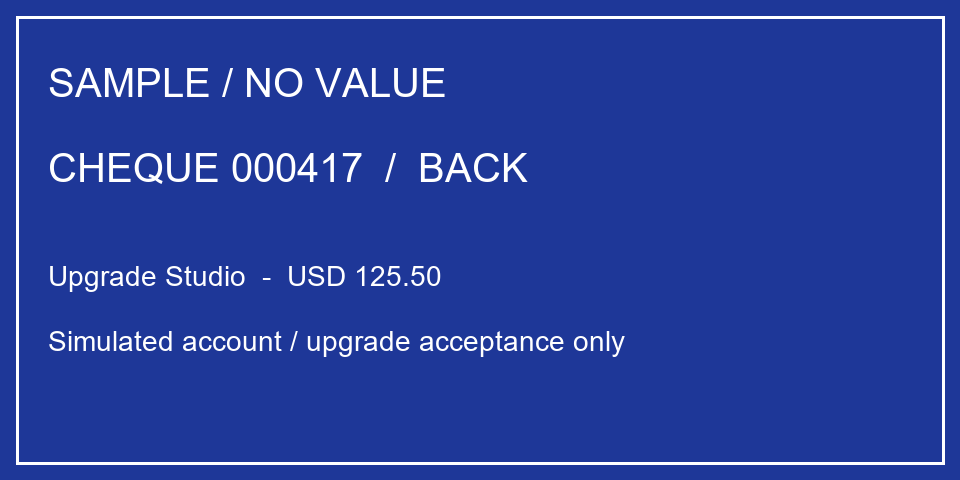 SAMPLE / NO VALUE
CHEQUE 000417 / BACK
Upgrade Studio - USD 125.50
Simulated account / upgrade acceptance only